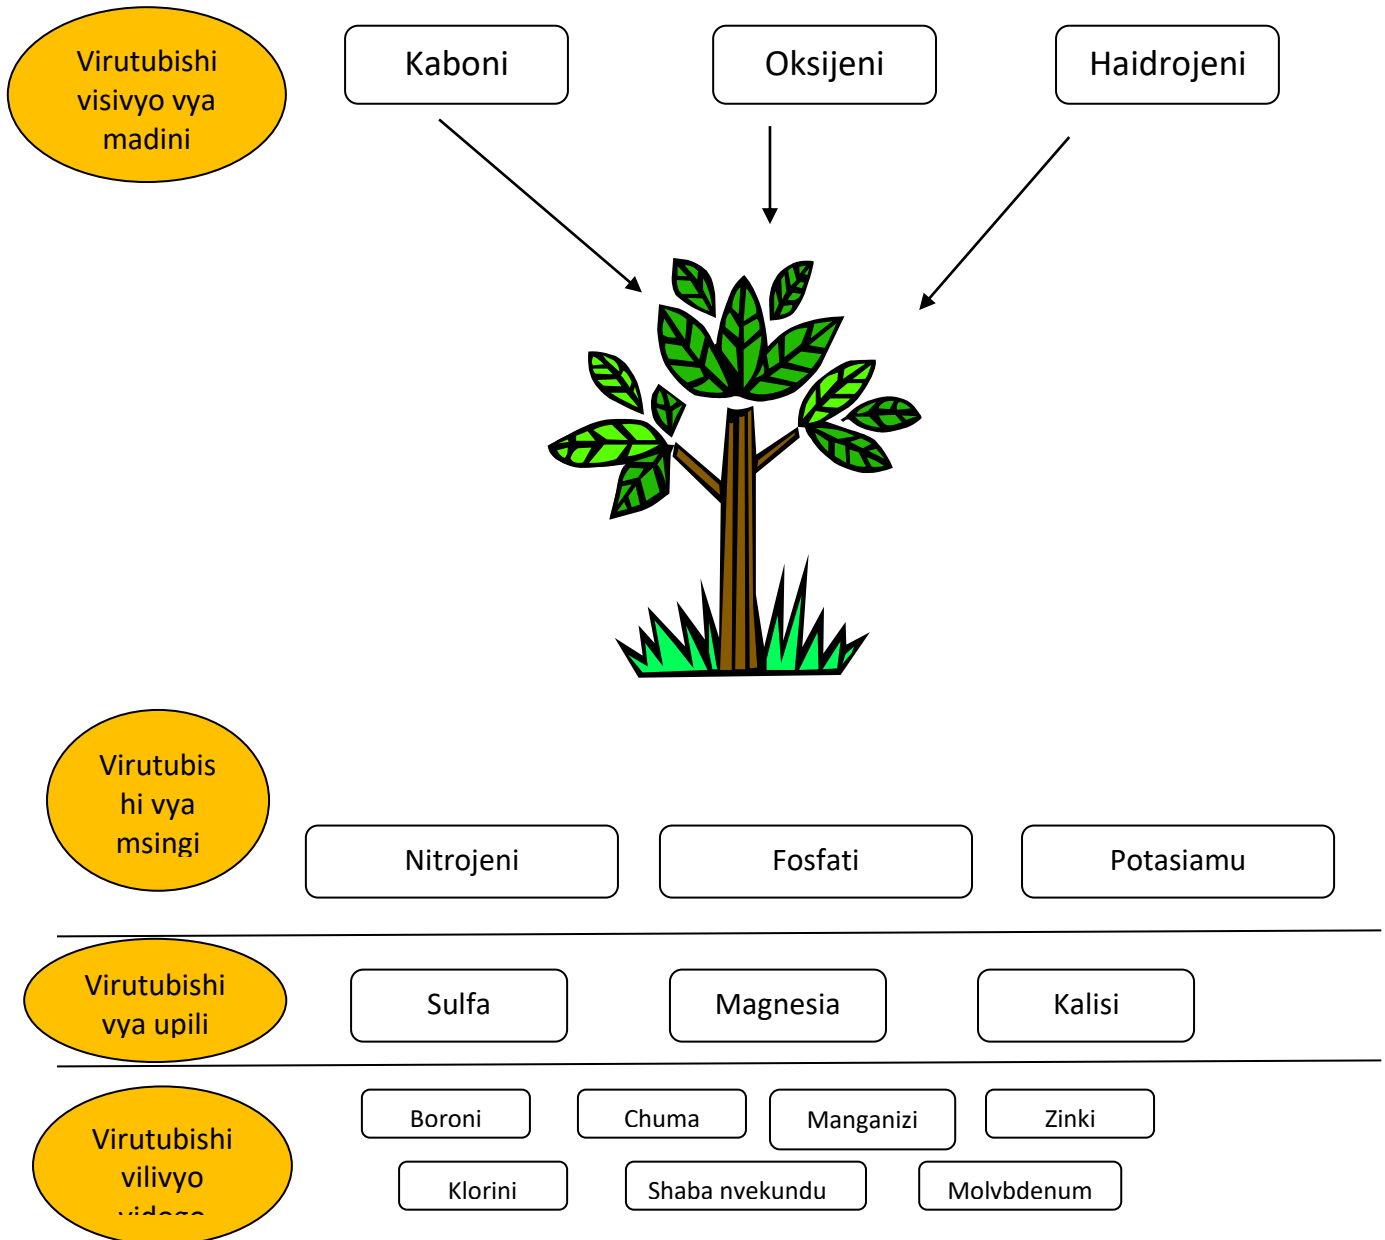 Virutubishi
visivyo vya
madini
Kaboni
Oksijeni
Haidrojeni
Virutubis
hi vya
msingi
Nitrojeni
Fosfati
Potasiamu
Virutubishi
vya upili
Sulfa
Magnesia
Kalisi
Virutubishi
vilivyo
vidogo
Boroni
Chuma
Manganizi
Zinki
Klorini
Shaba nyekundu
Molybdenum